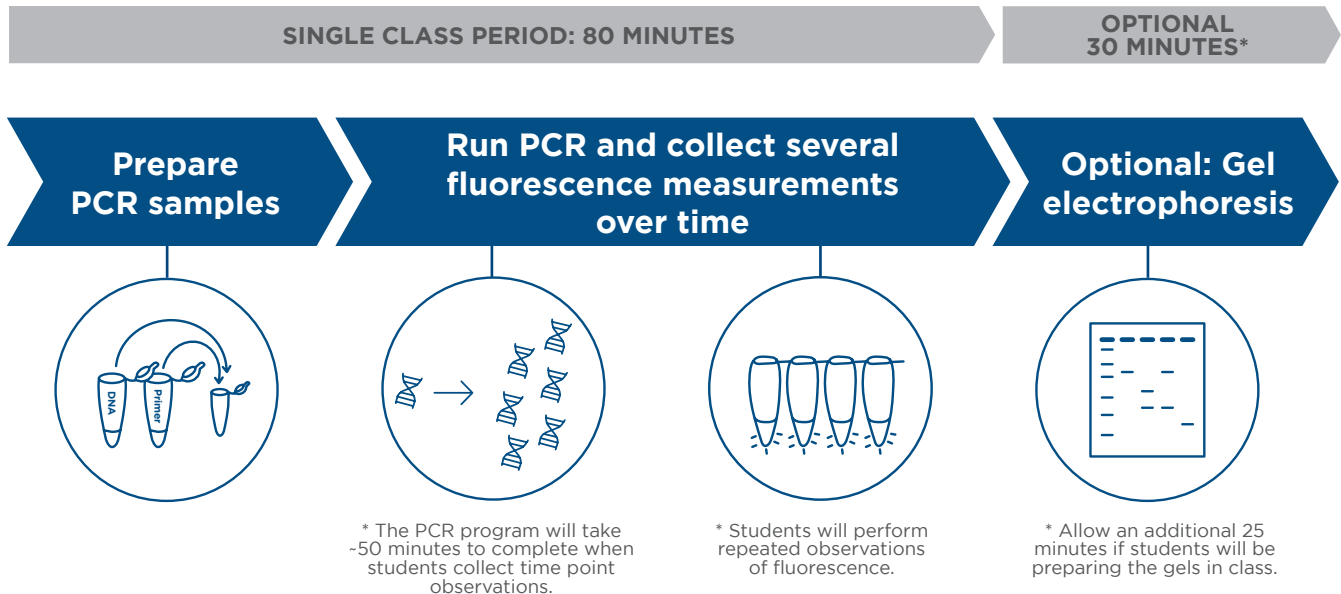 SINGLE CLASS PERIOD: 80 MINUTES
OPTIONAL
30 MINUTES*
Prepare
PCR samples
Run PCR and collect several
fluorescence measurements
over time
Optional: Gel
electrophoresis
DNA
Primer
* The PCR program will take
~50 minutes to complete when
students collect time point
observations.
* Students will perform
repeated observations
of fluorescence.
* Allow an additional 25
minutes if students will be
preparing the gels in class.